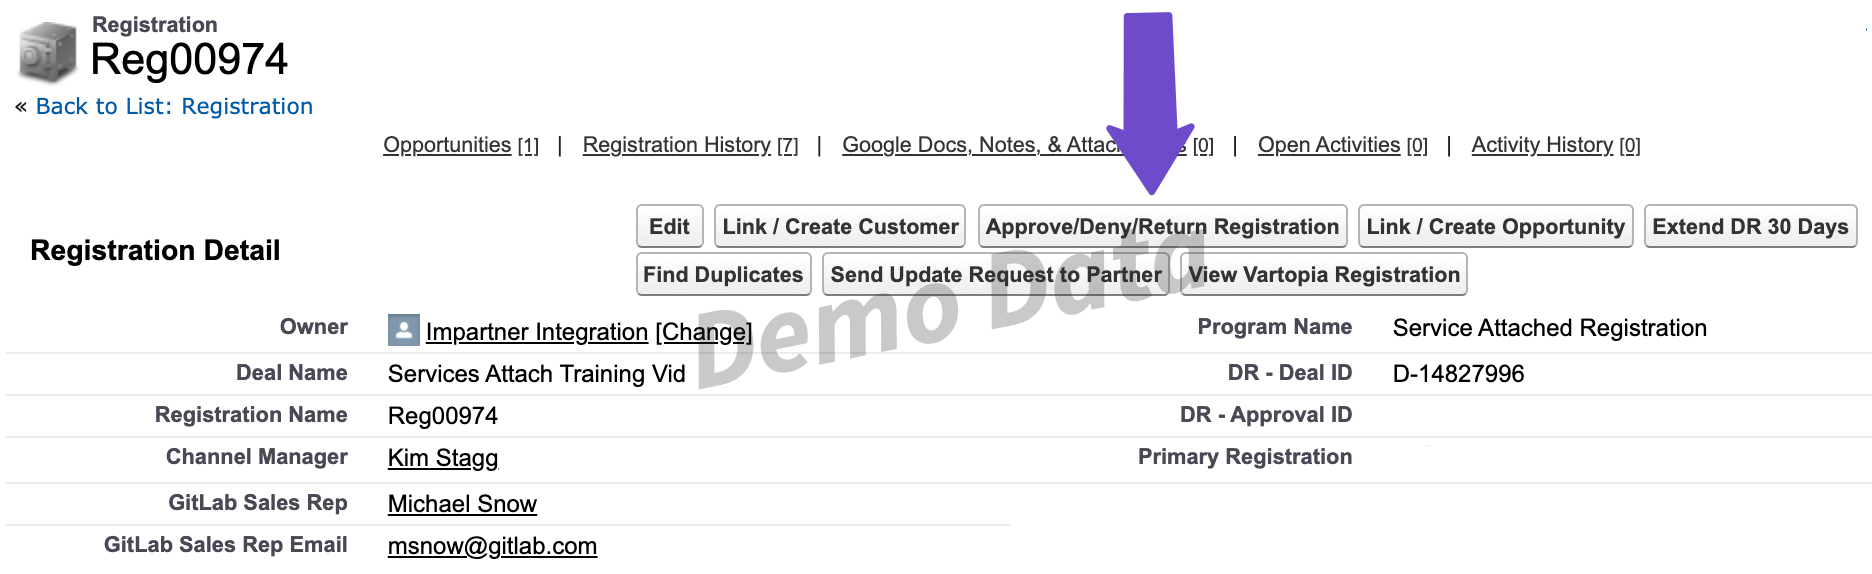 Registration
Reg00974
« Back to List: Registration
Opportunities [1] | Registration History [7] | Google Docs, Notes, & Attac s [0] | Open Activities [0] | Activity History [0]
Registration Detail
Edit Link / Create Customer Approve/Deny/Return Registration Link / Create Opportunity Extend DR 30 Days
Find Duplicates Send Update Request to Partner View Vartopia Registration
Demo Data
Owner Impartner Integration [Change] Program Name Service Attached Registration
Deal Name Services Attach Training Vid DR - Deal ID D-14827996
Registration Name Reg00974 DR - Approval ID
Channel Manager Kim Stagg Primary Registration
GitLab Sales Rep Michael Snow
GitLab Sales Rep Email msnow@gitlab.com